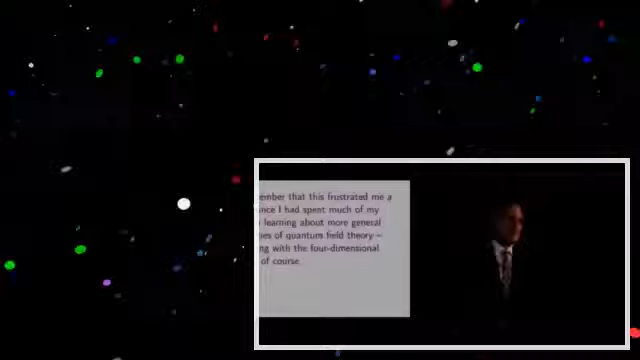 ember that this frustrated me a
ince I had spent much of my
learning about more general
es of quantum field theory –
ng with the four-dimensional
of course.